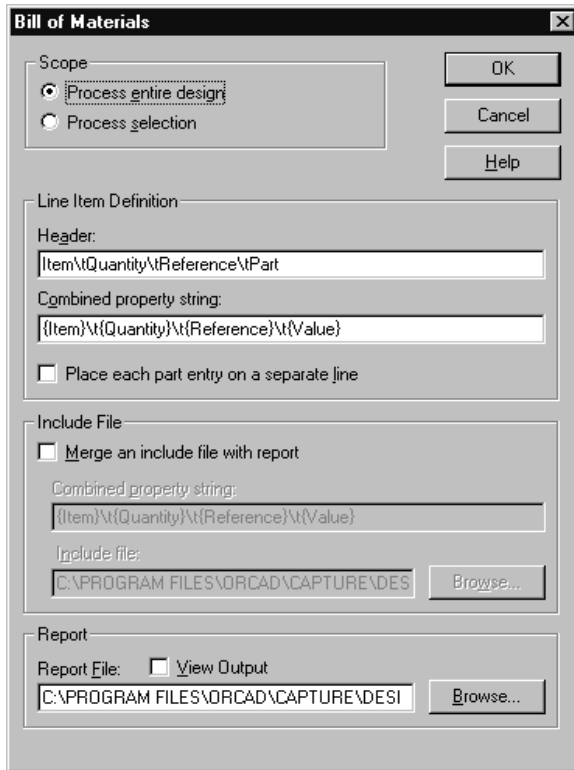 Bill of Materials
Scope
Process entire design
Process selection
OK
Cancel
Help
Line Item Definition
Header:
Item\tQuantity\tReference\tPart
Combined property string:
{Item}\t{Quantity}\t{Reference}\t{Value}
Place each part entry on a separate line
Include File
Merge an include file with report
Combined property string:
{Item}\t{Quantity}\t{Reference}\t{Value}
Include file:
C:\PROGRAM FILES\ORCAD\CAPTURE\DES
Browse...
Report
Report File: View Output
C:\PROGRAM FILES\ORCAD\CAPTURE\DESI
Browse...